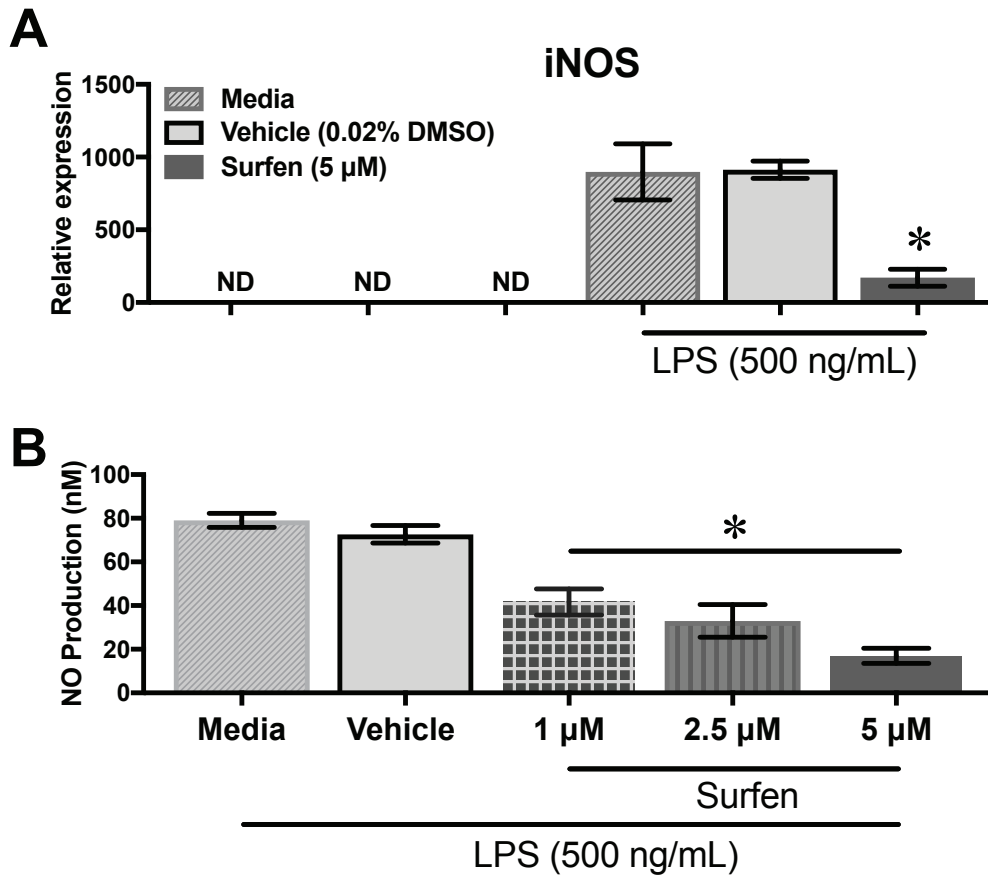 A
iNOS
Relative expression
1500
1000
500
0
Media
Vehicle (0.02% DMSO)
Surfen (5 µM)
ND ND ND
*
LPS (500 ng/mL)
B
NO Production (nM)
100
80
60
40
20
0
*
Media Vehicle 1 µM 2.5 µM 5 µM
Surfen
LPS (500 ng/mL)